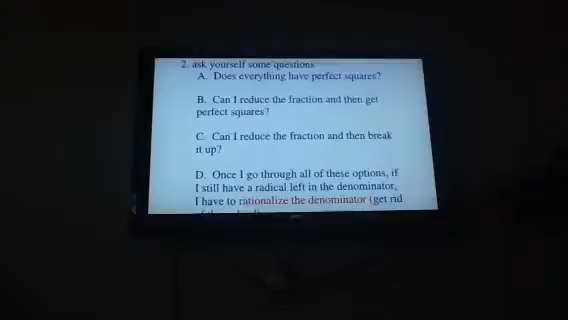 2. ask yourself some questions
A. Does everything have perfect squares?
B. Can I reduce the fraction and then get
perfect squares?
C. Can I reduce the fraction and then break
it up?
D. Once I go through all of these options, if
I still have a radical left in the denominator,
I have to rationalize the denominator (get rid